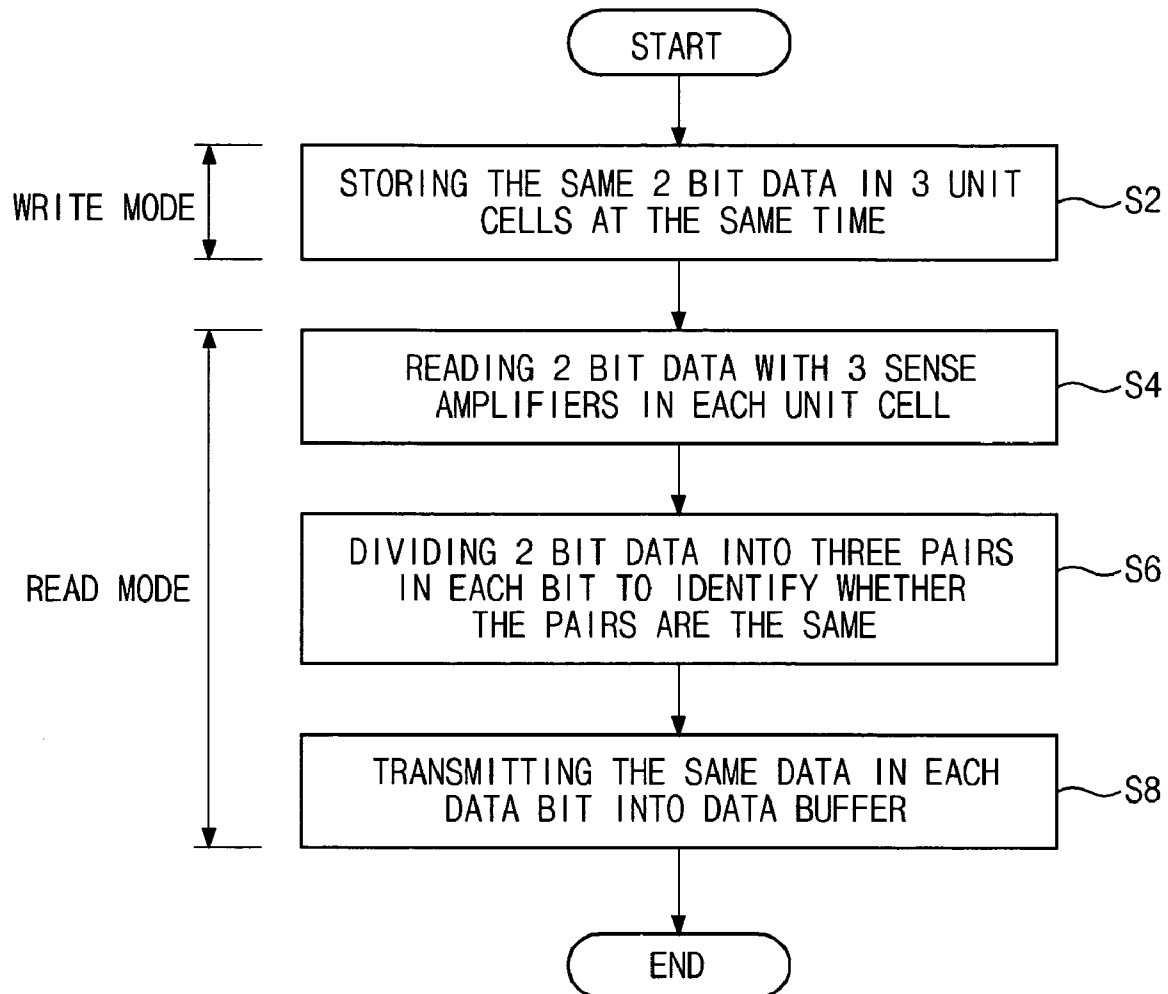 START
WRITE MODE
STORING THE SAME 2 BIT DATA IN 3 UNIT
CELLS AT THE SAME TIME
S2
READING 2 BIT DATA WITH 3 SENSE
AMPLIFIERS IN EACH UNIT CELL
S4
READ MODE
DIVIDING 2 BIT DATA INTO THREE PAIRS
IN EACH BIT TO IDENTIFY WHETHER
THE PAIRS ARE THE SAME
S6
TRANSMITTING THE SAME DATA IN EACH
DATA BIT INTO DATA BUFFER
S8
END